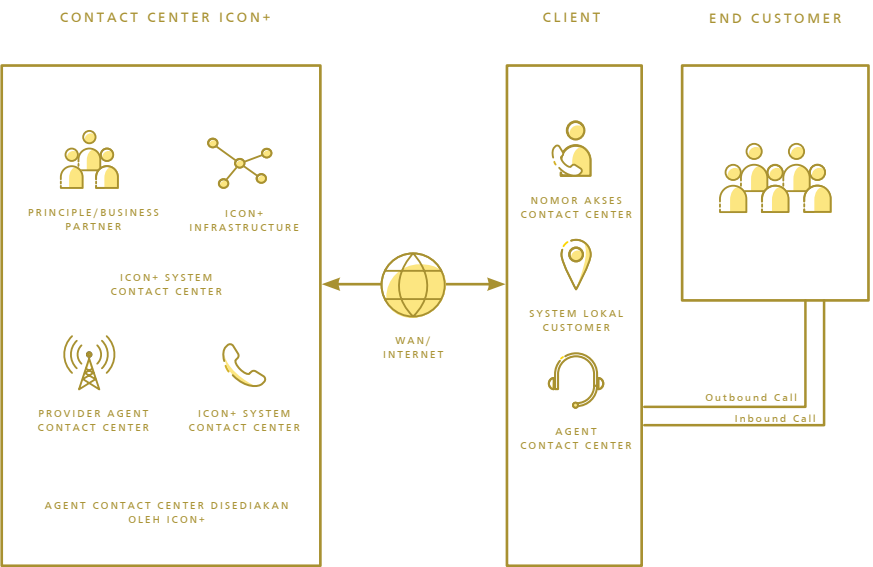 CONTACT CENTER ICON+
CLIENT
END CUSTOMER
PRINCIPLE/BUSINESS
PARTNER
ICON+
INFRASTRUCTURE
ICON+ SYSTEM
CONTACT CENTER
PROVIDER AGENT
CONTACT CENTER
ICON+ SYSTEM
CONTACT CENTER
AGENT CONTACT CENTER DISEDIAKAN
OLEH ICON+
WAN/
INTERNET
NOMOR AKSES
CONTACT CENTER
SYSTEM LOKAL
CUSTOMER
AGENT
CONTACT CENTER
Outbound Call
Inbound Call